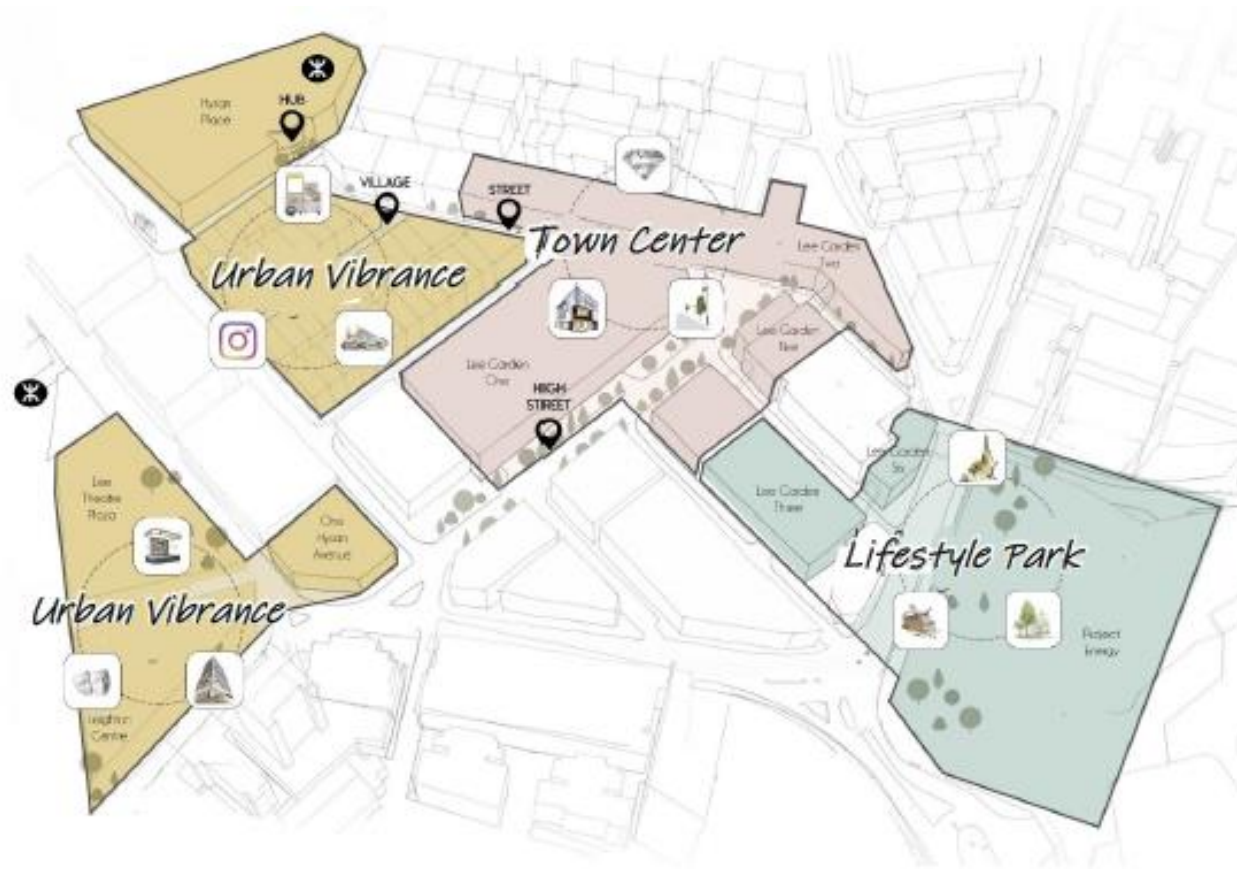 Hysan
Place
HUB
VILLAGE
STREET
Town Center
Lee Garden
Two
Urban Vibrance
Lee Garden
One
HIGH
STREET
Lee Garden
Lee
Theatre
Plaza
One
Hysan
Avenue
Lee Garden
Three
Lee Garden
Six
Lifestyle Park
Urban Vibrance
Project
Energy
Leighton
Centre